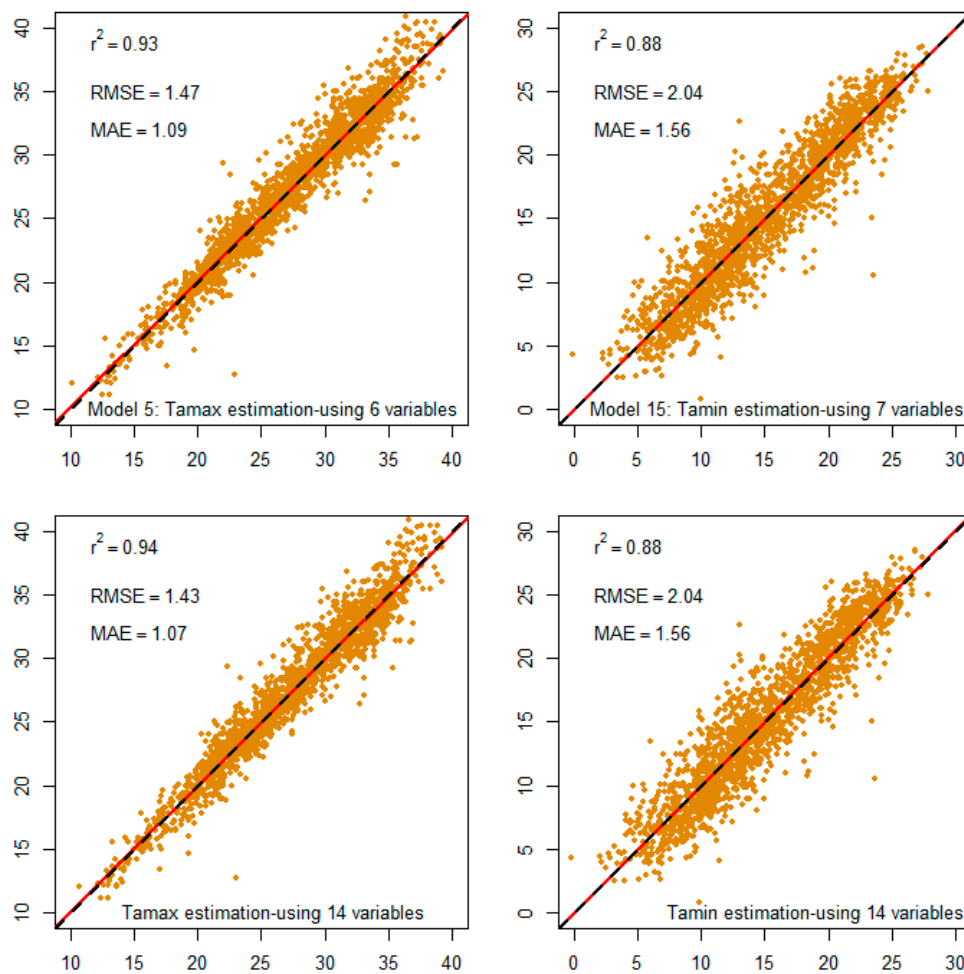 40
35
30
25
20
15
10
r2 = 0.93
RMSE = 1.47
MAE = 1.09
Model 5: Tamax estimation-using 6 variables
10 15 20 25 30 35 40
30
25
20
15
10
5
0
r2 = 0.88
RMSE = 2.04
MAE = 1.56
Model 15: Tamin estimation-using 7 variables
0 5 10 15 20 25 30
40
35
30
25
20
15
10
r2 = 0.94
RMSE = 1.43
MAE = 1.07
Tamax estimation-using 14 variables
10 15 20 25 30 35 40
30
25
20
15
10
5
0
r2 = 0.88
RMSE = 2.04
MAE = 1.56
Tamin estimation-using 14 variables
0 5 10 15 20 25 30